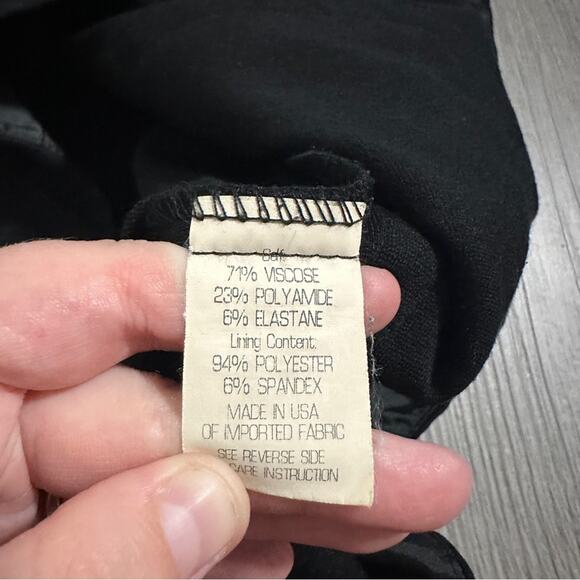 Self:
71% VISCOSE
23% POLYAMIDE
6% ELASTANE
Lining Content:
94% POLYESTER
6% SPANDEX
MADE IN USA
OF IMPORTED FABRIC
SEE REVERSE SIDE
CARE INSTRUCTION